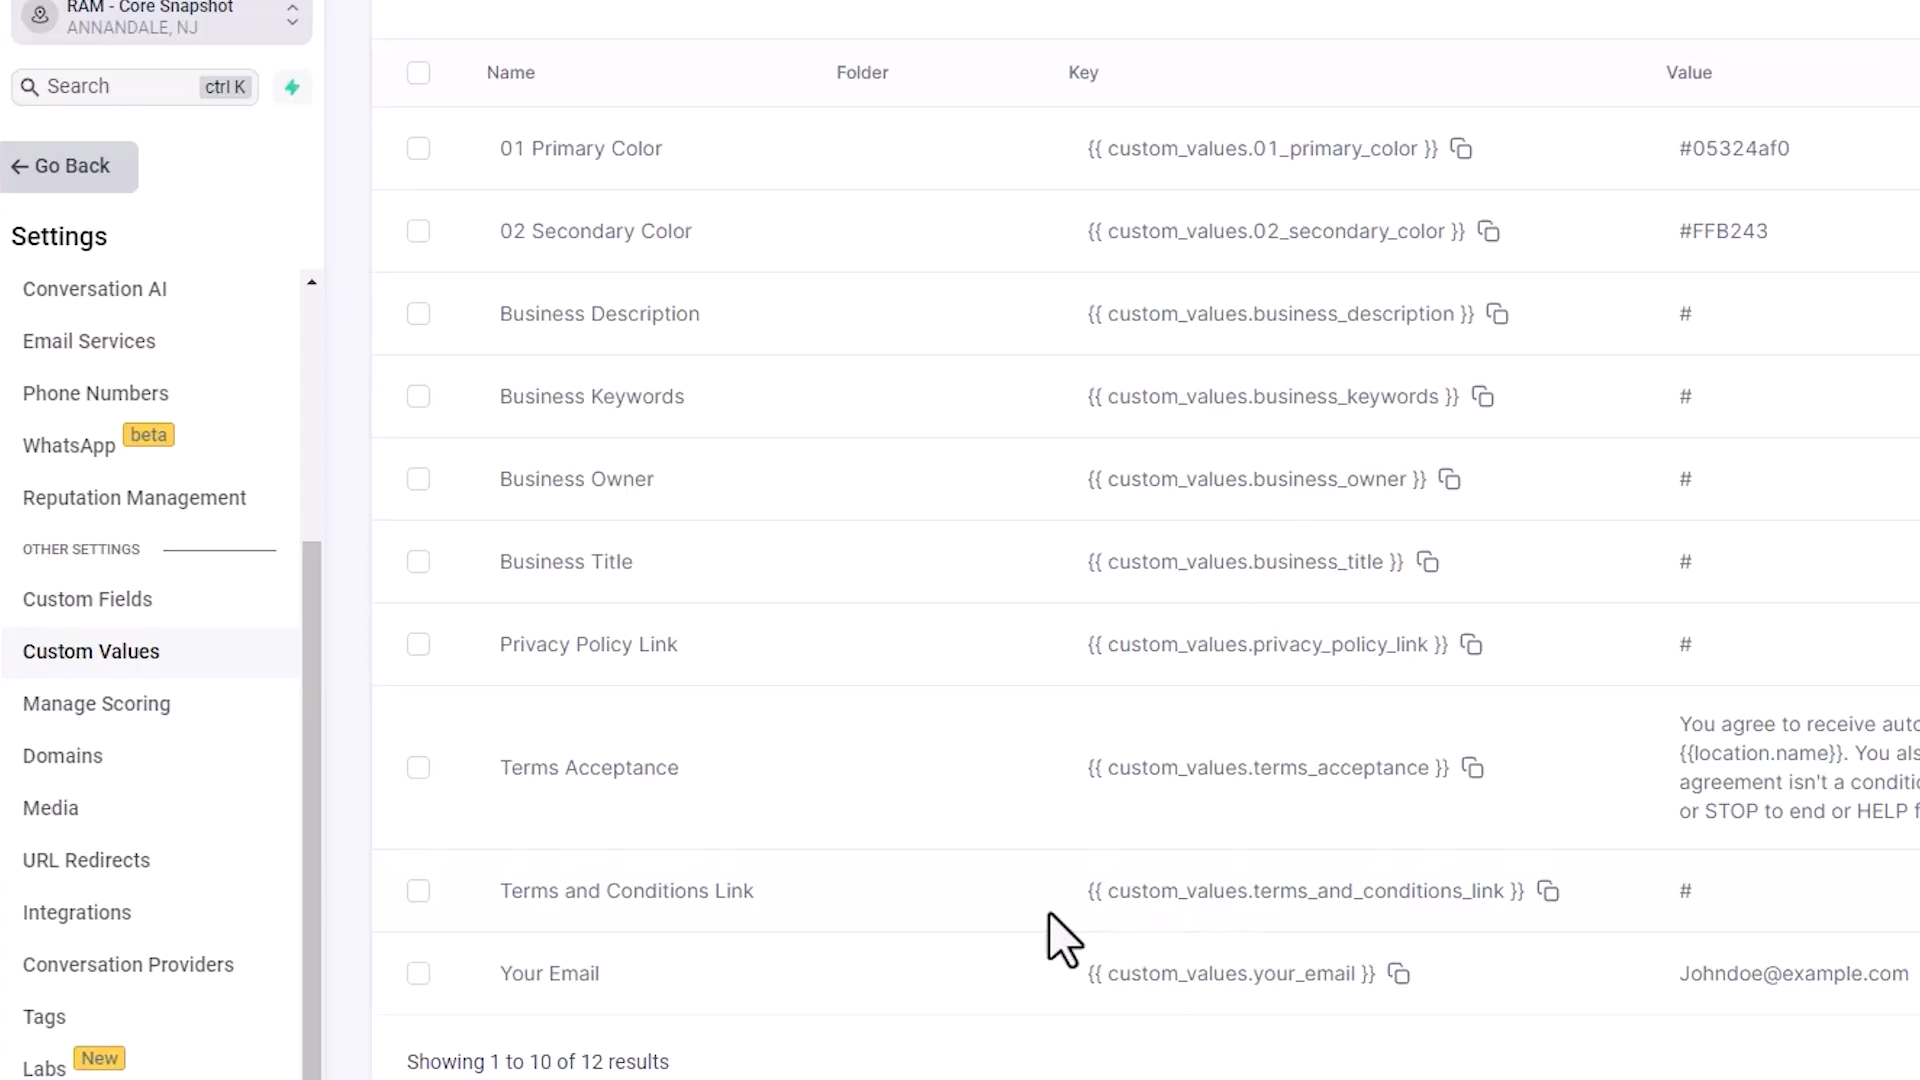 RAM - Core Snapshot
ANNANDALE, NJ
Search ctrl K
Go Back
Settings
Conversation AI
Email Services
Phone Numbers
WhatsApp beta
Reputation Management
OTHER SETTINGS
Custom Fields
Custom Values
Manage Scoring
Domains
Media
URL Redirects
Integrations
Conversation Providers
Tags
Labs New
Name Folder Key Value
01 Primary Color {{ custom_values.01_primary_color }} #05324af0
02 Secondary Color {{ custom_values.02_secondary_color }} #FFB243
Business Description {{ custom_values.business_description }} #
Business Keywords {{ custom_values.business_keywords }} #
Business Owner {{ custom_values.business_owner }} #
Business Title {{ custom_values.business_title }} #
Privacy Policy Link {{ custom_values.privacy_policy_link }} #
Terms Acceptance {{ custom_values.terms_acceptance }}
You agree to receive auto
{{location.name}}. You als
agreement isn't a conditio
or STOP to end or HELP f
Terms and Conditions Link {{ custom_values.terms_and_conditions_link }} #
Your Email {{ custom_values.your_email }} Johndoe@example.com
Showing 1 to 10 of 12 results